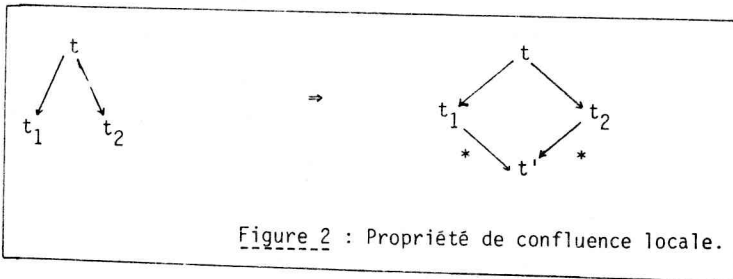 t
t1 t2
⇒
t
t1 t2
* *
t'
Figure 2 : Propriété de confluence locale.